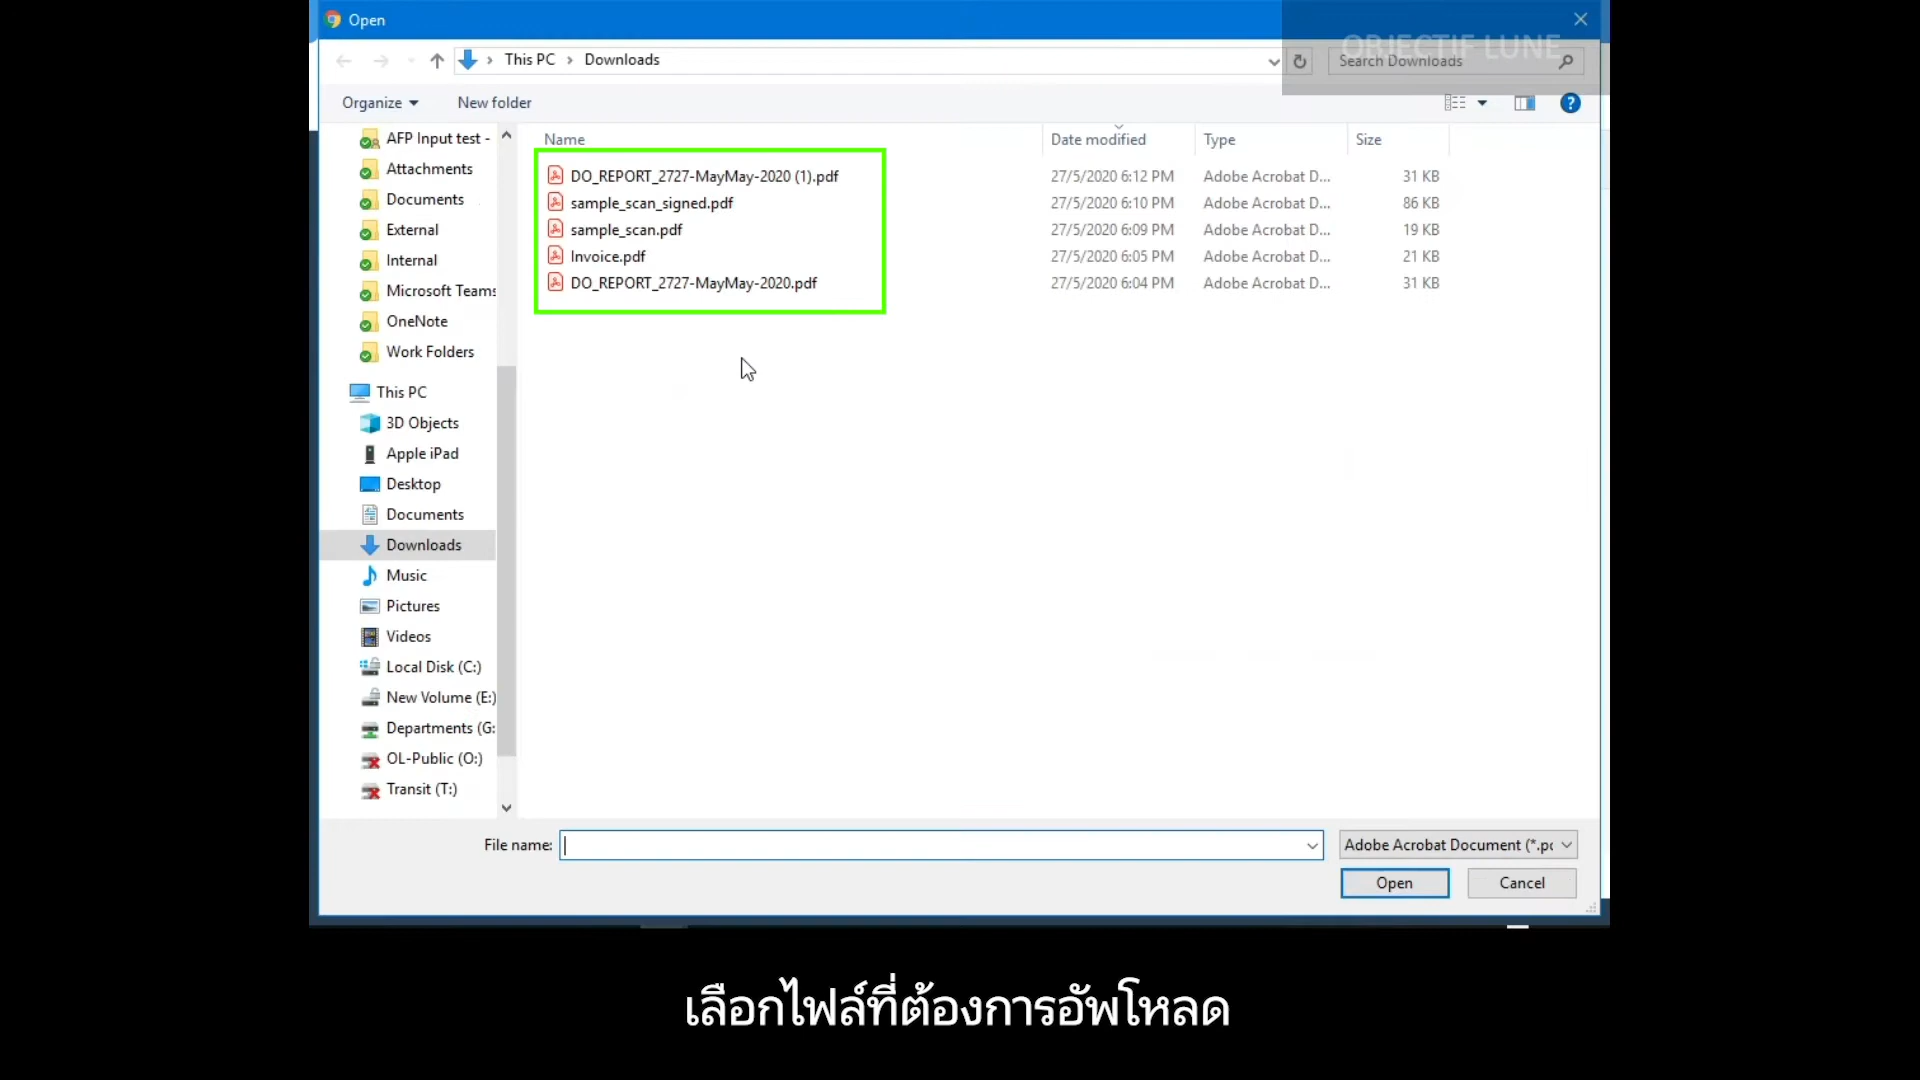 Open
OBJECTIF LUNE
This PC > Downloads
Search Downloads
Organize
New folder
Name
Date modified
Type
Size
DO_REPORT_2727-MayMay-2020 (1).pdf 27/5/2020 6:12 PM Adobe Acrobat D... 31 KB
sample_scan_signed.pdf 27/5/2020 6:10 PM Adobe Acrobat D... 86 KB
sample_scan.pdf 27/5/2020 6:09 PM Adobe Acrobat D... 19 KB
Invoice.pdf 27/5/2020 6:05 PM Adobe Acrobat D... 21 KB
DO_REPORT_2727-MayMay-2020.pdf 27/5/2020 6:04 PM Adobe Acrobat D... 31 KB
AFP Input test -
Attachments
Documents
External
Internal
Microsoft Teams
OneNote
Work Folders
This PC
3D Objects
Apple iPad
Desktop
Documents
Downloads
Music
Pictures
Videos
Local Disk (C:)
New Volume (E:)
Departments (G:
OL-Public (O:)
Transit (T:)
File name:
Adobe Acrobat Document (*.pd
Open
Cancel
เลือกไฟล์ที่ต้องการอัพโหลด